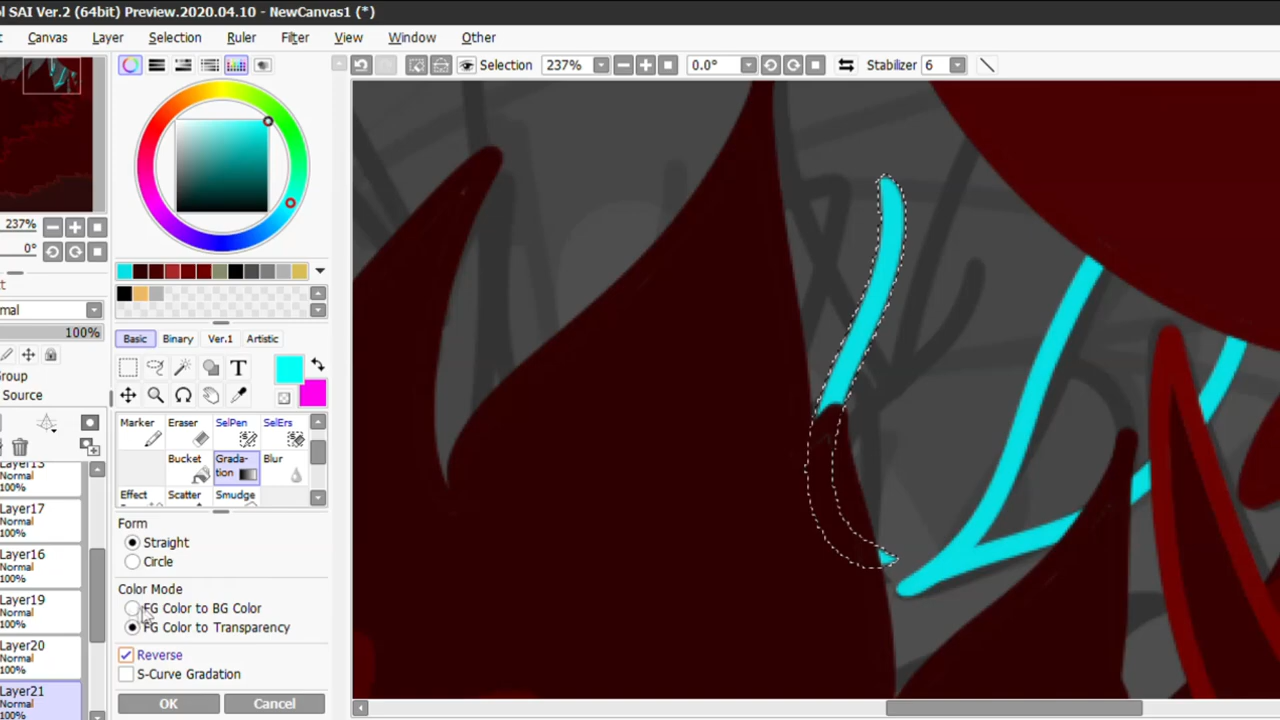 ol SAI Ver.2 (64bit) Preview.2020.04.10 - NewCanvas1 (*)
Canvas Layer Selection Ruler Filter View Window Other
Selection 237% 0.0° Stabilizer 6
237%
0°
mal
100%
Group
Source
Basic Binary Ver.1 Artistic
T
Marker Eraser SelPen SelErs
Bucket Grada- Blur
tion
Effect Scatter Smudge
Form
Straight
Circle
Color Mode
FG Color to BG Color
FG Color to Transparency
Reverse
S-Curve Gradation
OK Cancel
Layer13
Normal
100%
Layer17
Normal
100%
Layer16
Normal
100%
Layer19
Normal
100%
Layer20
Normal
100%
Layer21
Normal
100%